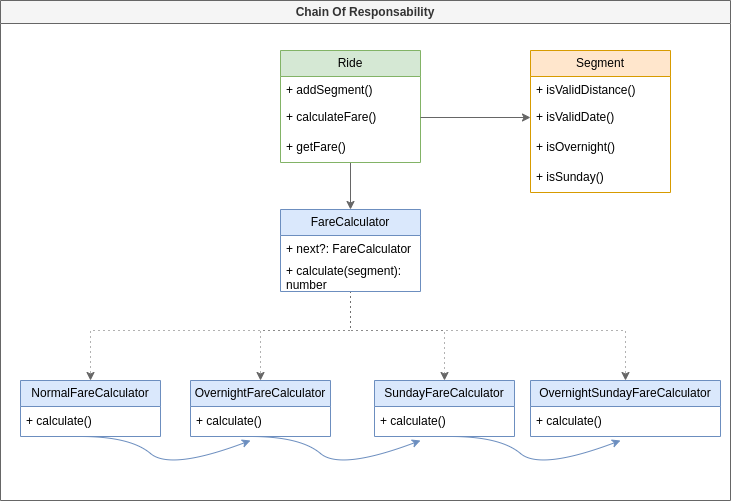 Chain Of Responsability
Ride
+ addSegment()
+ calculateFare()
+ getFare()
Segment
+ isValidDistance()
+ isValidDate()
+ isOvernight()
+ isSunday()
FareCalculator
+ next?: FareCalculator
+ calculate(segment):
number
NormalFareCalculator
+ calculate()
OvernightFareCalculator
+ calculate()
SundayFareCalculator
+ calculate()
OvernightSundayFareCalculator
+ calculate()